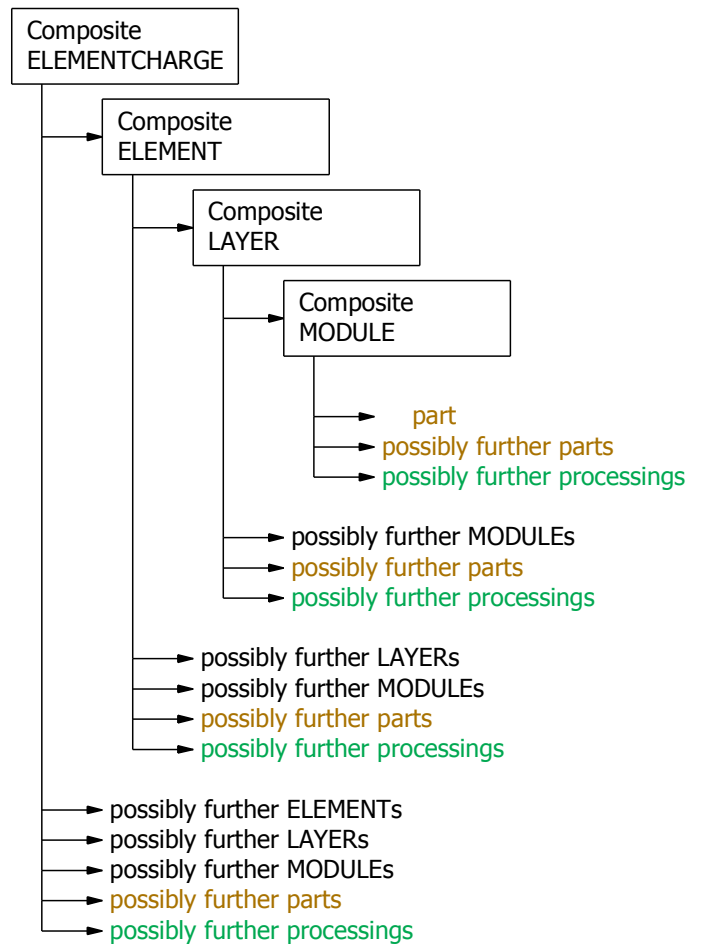 Composite
ELEMENTCHARGE
Composite
ELEMENT
Composite
LAYER
Composite
MODULE
part
possibly further parts
possibly further processings
possibly further MODULEs
possibly further parts
possibly further processings
possibly further LAYERs
possibly further MODULEs
possibly further parts
possibly further processings
possibly further ELEMENTs
possibly further LAYERs
possibly further MODULEs
possibly further parts
possibly further processings